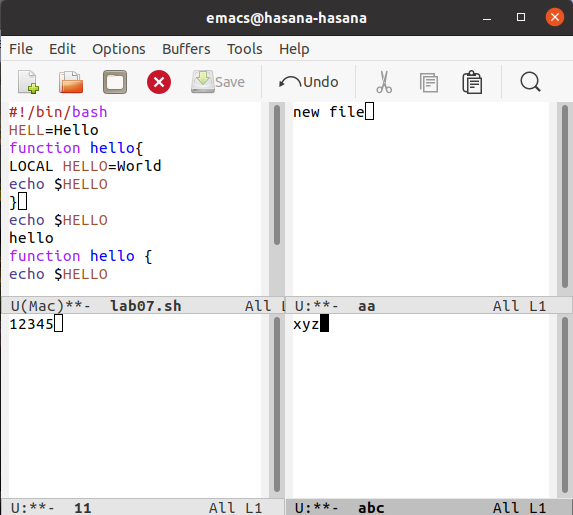 emacs@hasana-hasana
File Edit Options Buffers Tools Help
Save Undo
#!/bin/bash
HELL=Hello
function hello{
LOCAL HELLO=World
echo $HELLO
}
echo $HELLO
hello
function hello {
echo $HELLO
U(Mac)**- lab07.sh All L
new file
U:**- aa All L1
12345
U:**- 11 All L1
xyz
U:**- abc All L1